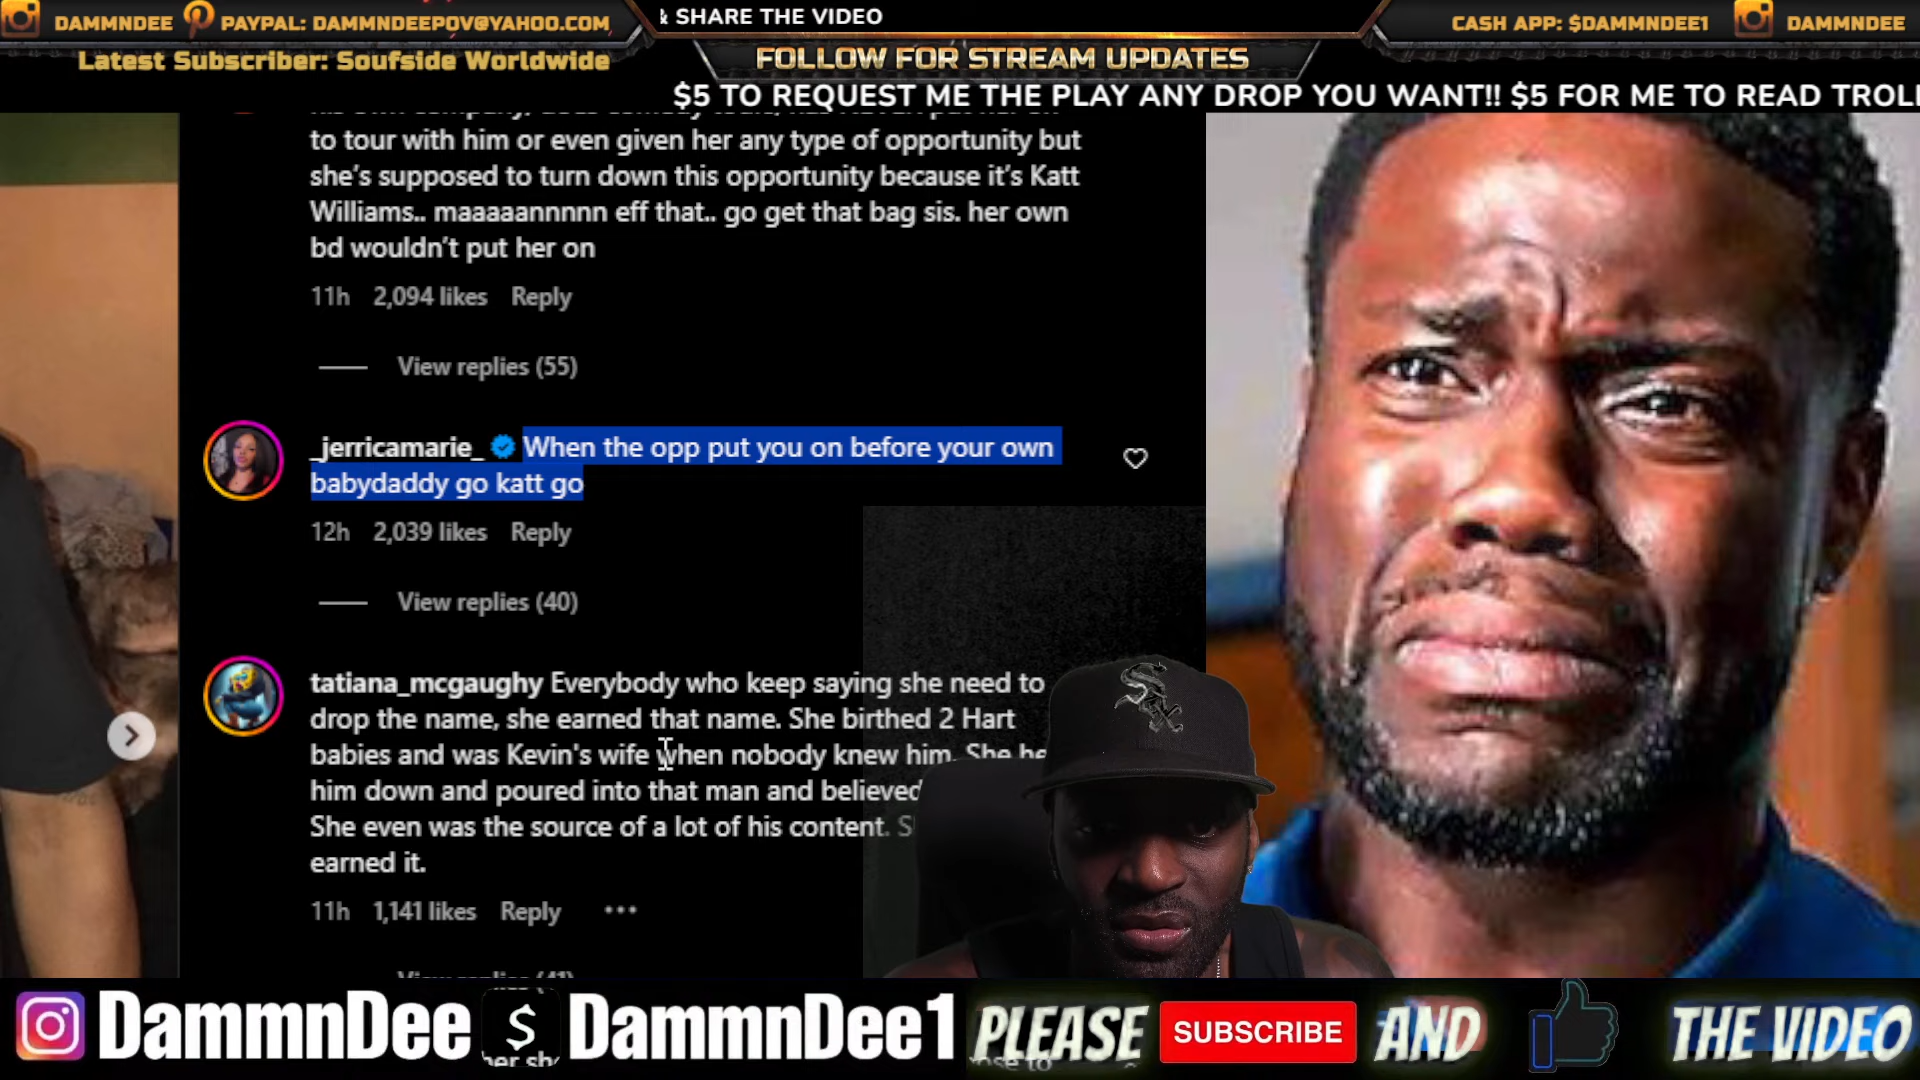 DAMMNDEE PAYPAL: DAMMNDEEPOV@YAHOO.COM
& SHARE THE VIDEO
CASH APP: $DAMMNDEE1 DAMMNDEE
Latest Subscriber: Soufside Worldwide
FOLLOW FOR STREAM UPDATES
$5 TO REQUEST ME THE PLAY ANY DROP YOU WANT!! $5 FOR ME TO READ TROLL
to tour with him or even given her any type of opportunity but
she's supposed to turn down this opportunity because it's Katt
Williams.. maaaaannnnn eff that.. go get that bag sis. her own
bd wouldn't put her on
11h 2,094 likes Reply
View replies (55)
_jerricamarie_ When the opp put you on before your own
babydaddy go katt go
12h 2,039 likes Reply
View replies (40)
tatiana_mcgaughy Everybody who keep saying she need to
drop the name, she earned that name. She birthed 2 Hart
babies and was Kevin's wife when nobody knew him. She he
him down and poured into that man and believed
She even was the source of a lot of his content. S
earned it.
11h 1,141 likes Reply
View replies (41)
DammnDee $ DammnDee1 PLEASE SUBSCRIBE AND THE VIDEO